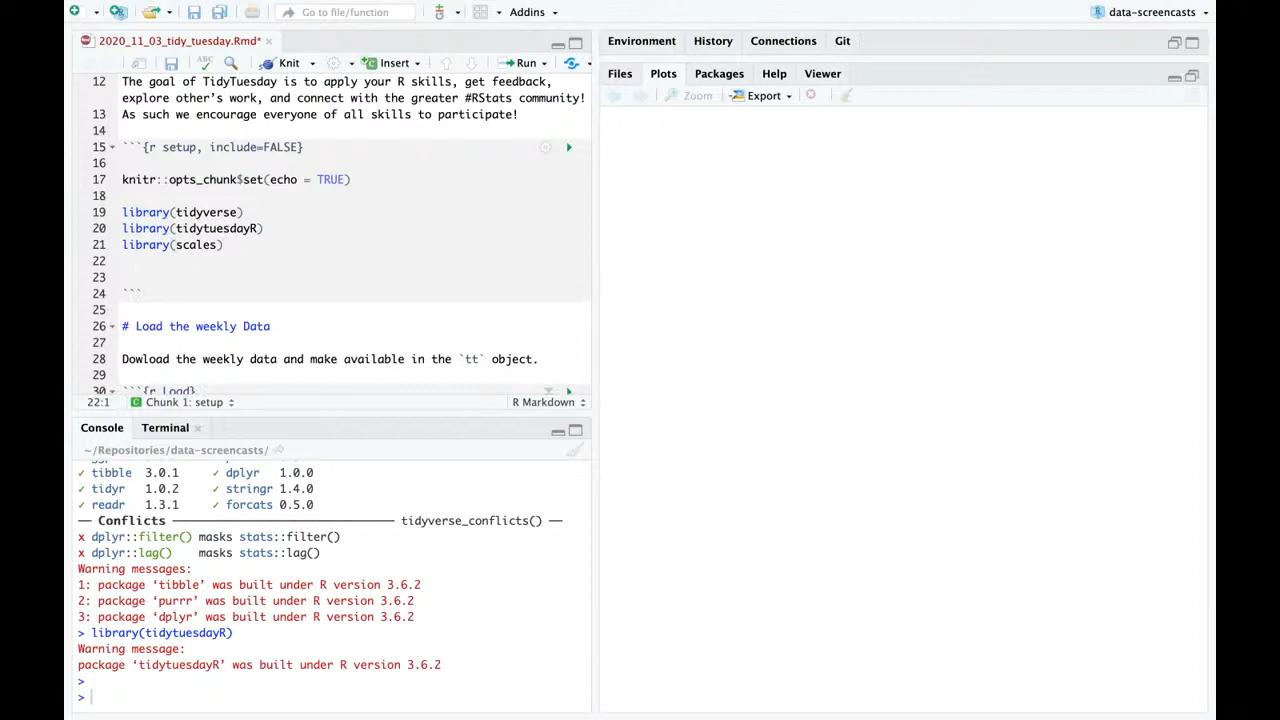 Go to file/function
Addins
data-screencasts
2020_11_03_tidy_tuesday.Rmd*
Environment
History
Connections
Git
Knit
Insert
Run
Files
Plots
Packages
Help
Viewer
Zoom
Export
12 The goal of TidyTuesday is to apply your R skills, get feedback,
explore other's work, and connect with the greater #RStats community!
13 As such we encourage everyone of all skills to participate!
14
15 ```{r setup, include=FALSE}
16
17 knitr::opts_chunk$set(echo = TRUE)
18
19 library(tidyverse)
20 library(tidytuesdayR)
21 library(scales)
22
23
24 ```
25
26 # Load the weekly Data
27
28 Dowload the weekly data and make available in the `tt` object.
29
30 ```{r Load}
22:1
Chunk 1: setup
R Markdown
Console
Terminal
~/Repositories/data-screencasts/
✓ tibble 3.0.1 ✓ dplyr 1.0.0
✓ tidyr 1.0.2 ✓ stringr 1.4.0
✓ readr 1.3.1 ✓ forcats 0.5.0
── Conflicts ──────────────── tidyverse_conflicts() ──
x dplyr::filter() masks stats::filter()
x dplyr::lag() masks stats::lag()
Warning messages:
1: package ‘tibble’ was built under R version 3.6.2
2: package ‘purrr’ was built under R version 3.6.2
3: package ‘dplyr’ was built under R version 3.6.2
> library(tidytuesdayR)
Warning message:
package ‘tidytuesdayR’ was built under R version 3.6.2
>
>